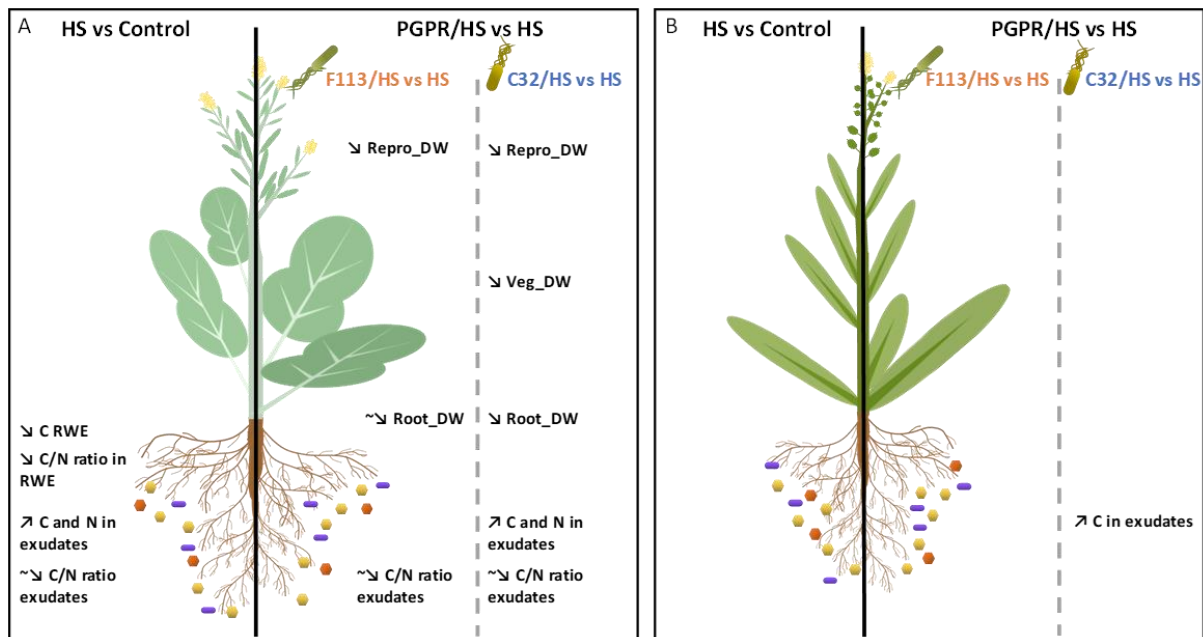 A
HS vs Control
PGPR/HS vs HS
F113/HS vs HS
C32/HS vs HS
↘ Repro_DW
↘ Repro_DW
↘ Veg_DW
~↘ Root_DW
↘ Root_DW
↘ C RWE
↘ C/N ratio in
RWE
↗ C and N in
exudates
↗ C and N in
exudates
~↘ C/N ratio
exudates
~↘ C/N ratio
exudates
~↘ C/N ratio
exudates
B
HS vs Control
PGPR/HS vs HS
F113/HS vs HS
C32/HS vs HS
↗ C in exudates